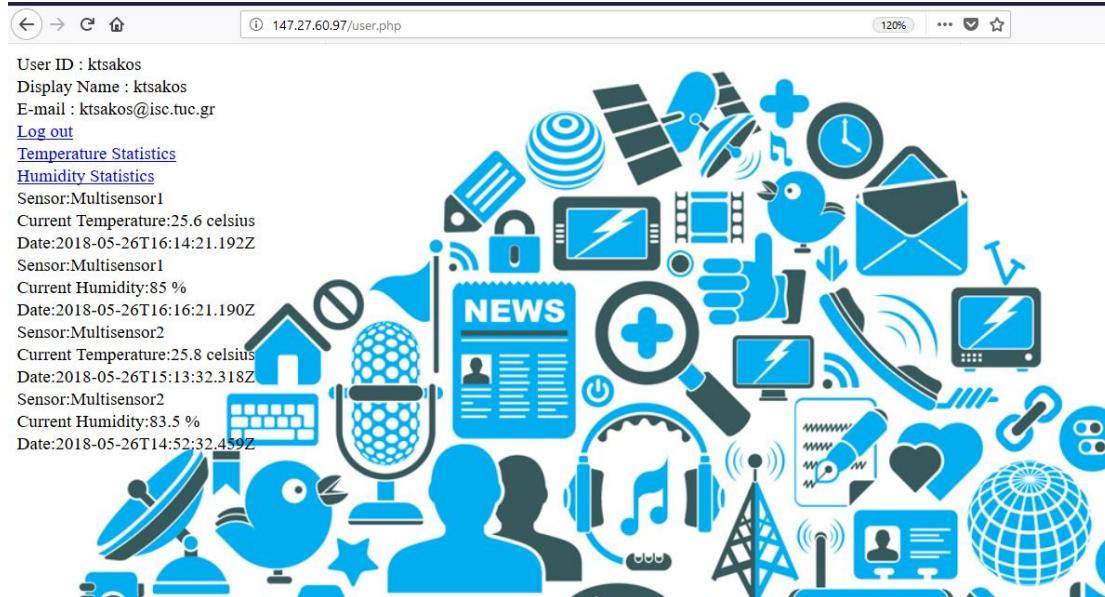 147.27.60.97/user.php
120%
User ID : ktsakos
Display Name : ktsakos
E-mail : ktsakos@isc.tuc.gr
Log out
Temperature Statistics
Humidity Statistics
Sensor:Multisensor1
Current Temperature:25.6 celsius
Date:2018-05-26T16:14:21.192Z
Sensor:Multisensor1
Current Humidity:85 %
Date:2018-05-26T16:16:21.190Z
Sensor:Multisensor2
Current Temperature:25.8 celsius
Date:2018-05-26T15:13:32.318Z
Sensor:Multisensor2
Current Humidity:83.5 %
Date:2018-05-26T14:52:32.459Z
NEWS